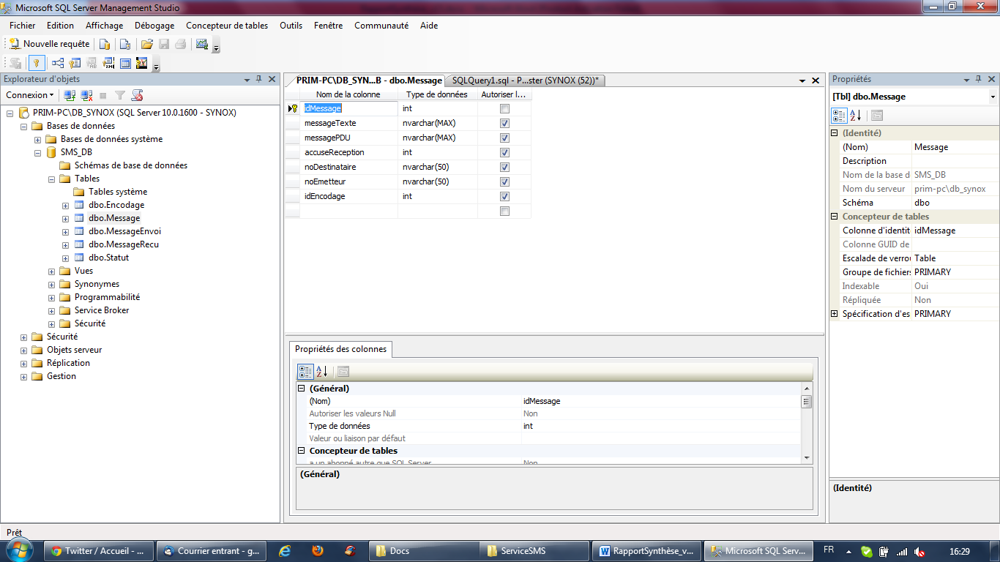 Microsoft SQL Server Management Studio
Fichier Edition Affichage Débogage Concepteur de tables Outils Fenêtre Communauté Aide
Nouvelle requête
Explorateur d'objets
Connexion
PRIM-PC\DB_SYNOX (SQL Server 10.0.1600 - SYNOX)
Bases de données
Bases de données système
SMS_DB
Schémas de base de données
Tables
Tables système
dbo.Encodage
dbo.Message
dbo.MessageEnvoi
dbo.MessageRecu
dbo.Statut
Vues
Synonymes
Programmabilité
Service Broker
Sécurité
Sécurité
Objets serveur
Réplication
Gestion
PRIM-PC\DB_SYN...B - dbo.Message SQLQuery1.sql - P...ster (SYNOX (52))*
Nom de la colonne Type de données Autoriser l...
idMessage int
messageTexte nvarchar(MAX)
messagePDU nvarchar(MAX)
accuseReception int
noDestinataire nvarchar(50)
noEmetteur nvarchar(50)
idEncodage int
Propriétés des colonnes
(Général)
(Nom) idMessage
Autoriser les valeurs Null Non
Type de données int
Valeur ou liaison par défaut
Concepteur de tables
a un abonné autre que SQL Server Non
(Général)
Propriétés
[Tbl] dbo.Message
(Identité)
(Nom) Message
Description
Nom de la base d SMS_DB
Nom du serveur prim-pc\db_synox
Schéma dbo
Concepteur de tables
Colonne d'identit idMessage
Colonne GUID de
Escalade de verrou Table
Groupe de fichiers PRIMARY
Indexable Oui
Répliquée Non
Spécification d'es PRIMARY
(Identité)
Prêt
Twitter / Accueil - ... Courrier entrant - g... Docs ServiceSMS RapportSynthèse_v... Microsoft SQL Serv... FR 16:29